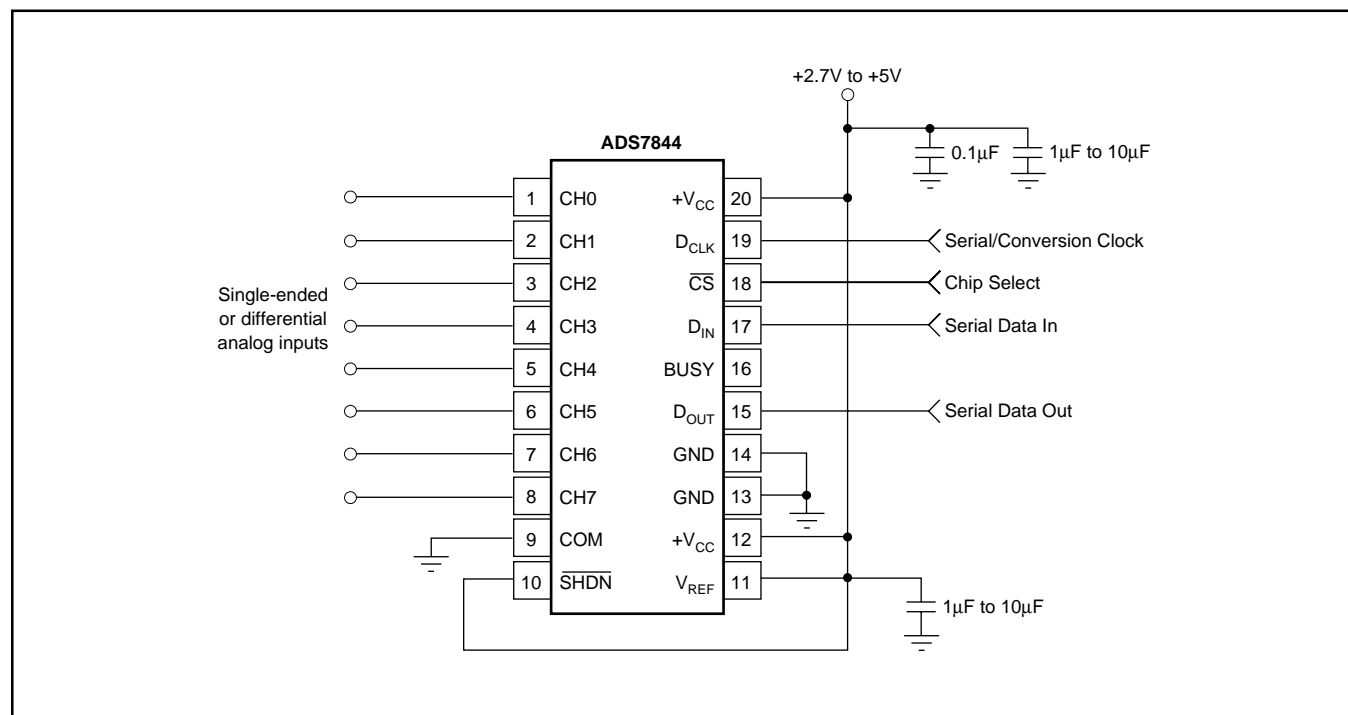 +2.7V to +5V
ADS7844
0.1µF
1µF to 10µF
1 CH0 +VCC 20
2 CH1 DCLK 19 Serial/Conversion Clock
3 CH2 CS 18 Chip Select
Single-ended
or differential
analog inputs
4 CH3 DIN 17 Serial Data In
5 CH4 BUSY 16
6 CH5 DOUT 15 Serial Data Out
7 CH6 GND 14
8 CH7 GND 13
9 COM +VCC 12
10 SHDN VREF 11
1µF to 10µF